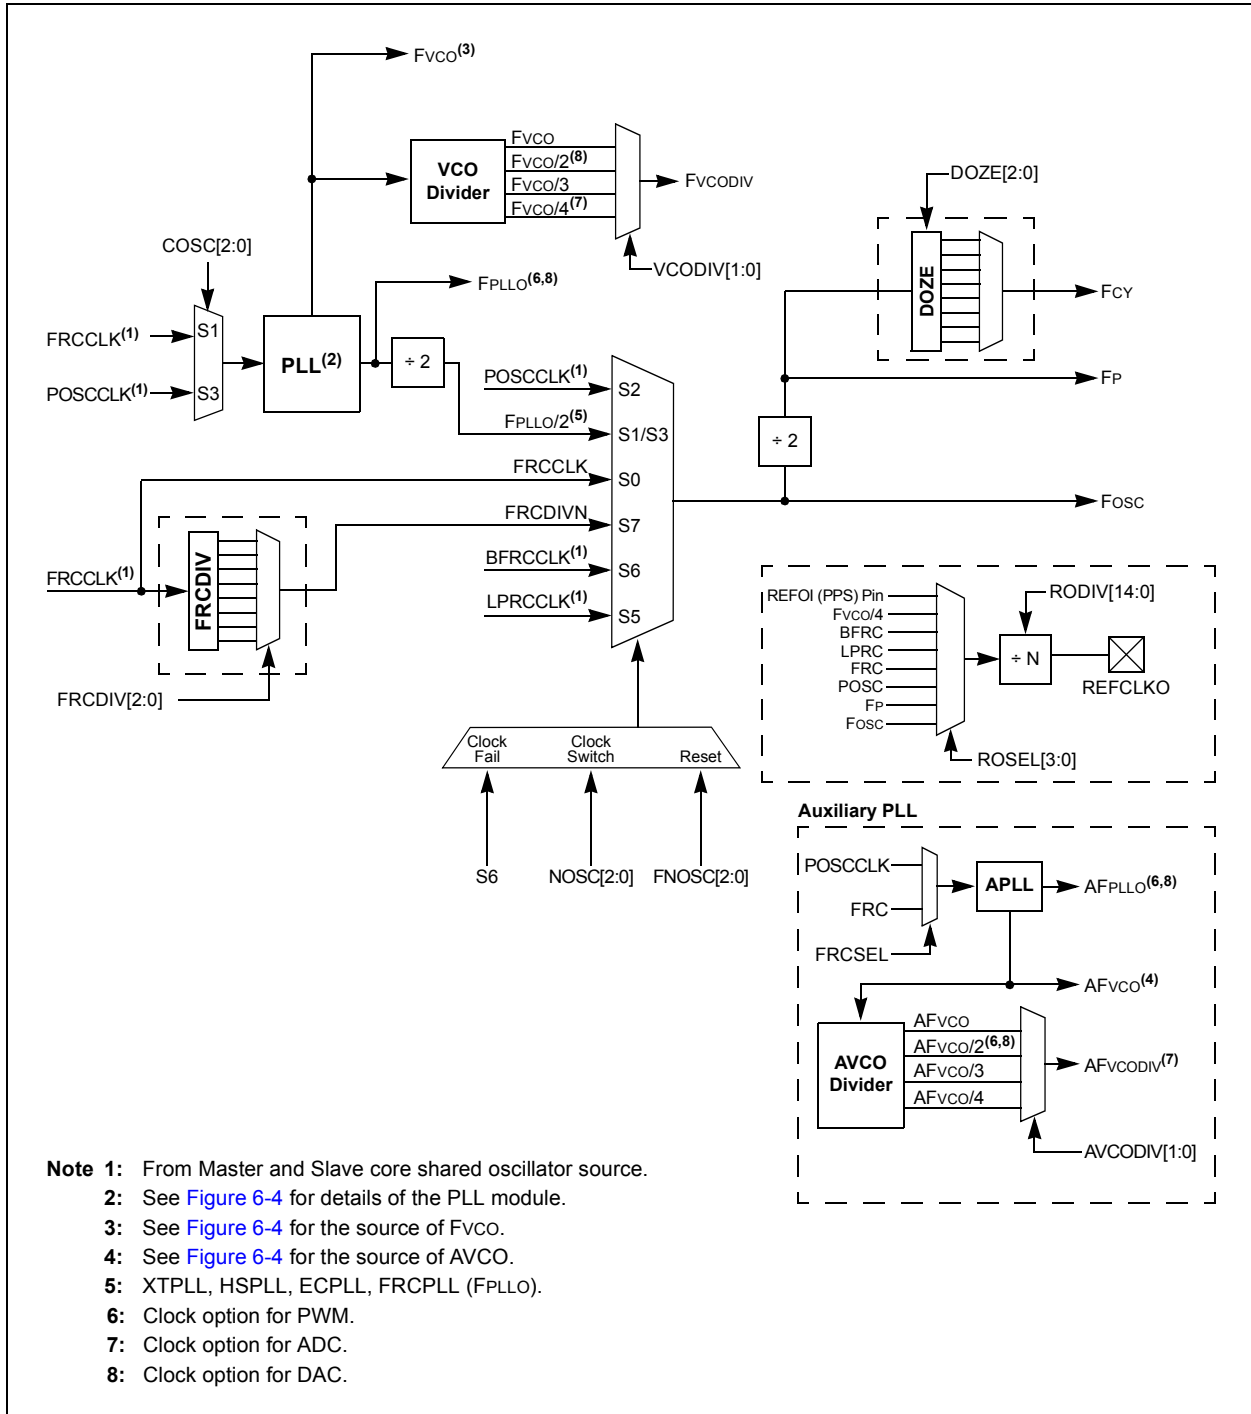 FVCO(3)
VCO
Divider
FVCO
FVCO/2(8)
FVCO/3
FVCO/4(7)
FVCODIV
VCODIV[1:0]
DOZE[2:0]
DOZE
FCY
COSC[2:0]
FRCCLK(1)
S1
POSCCLK(1)
S3
PLL(2)
FPLLO(6,8)
÷ 2
POSCCLK(1)
S2
FPLLO/2(5)
S1/S3
FRCCLK
S0
FRCDIVN
S7
BFRCCLK(1)
S6
LPRCCLK(1)
S5
FP
÷ 2
FOSC
FRCCLK(1)
FRCDIV
FRCDIV[2:0]
Clock
Fail
Clock
Switch
Reset
S6
NOSC[2:0]
FNOSC[2:0]
REFOI (PPS) Pin
FVCO/4
BFRC
LPRC
FRC
POSC
FP
FOSC
RODIV[14:0]
÷ N
REFCLKO
ROSEL[3:0]
Auxiliary PLL
POSCCLK
FRC
FRCSEL
APLL
AFPLLO(6,8)
AFVCO(4)
AVCO
Divider
AFVCO
AFVCO/2(6,8)
AFVCO/3
AFVCO/4
AFVCODIV(7)
AVCODIV[1:0]
Note 1: From Master and Slave core shared oscillator source.
2: See Figure 6-4 for details of the PLL module.
3: See Figure 6-4 for the source of FVCO.
4: See Figure 6-4 for the source of AVCO.
5: XTPLL, HSPLL, ECPLL, FRCPLL (FPLLO).
6: Clock option for PWM.
7: Clock option for ADC.
8: Clock option for DAC.